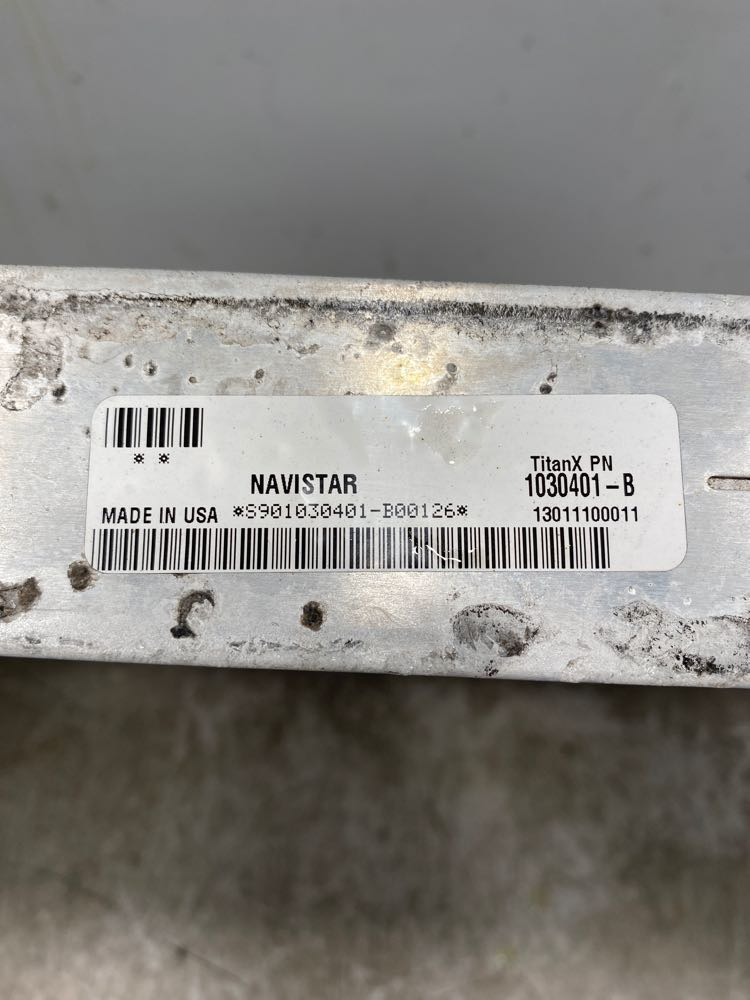 * *
NAVISTAR
TitanX PN
1030401-B
MADE IN USA *S901030401-B00126* 13011100011